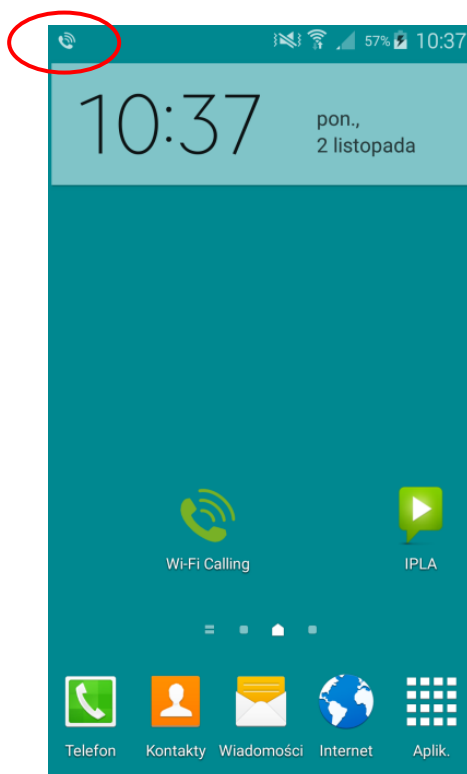 57% 10:37
10:37
pon.,
2 listopada
Wi-Fi Calling
IPLA
Telefon
Kontakty
Wiadomości
Internet
Aplik.